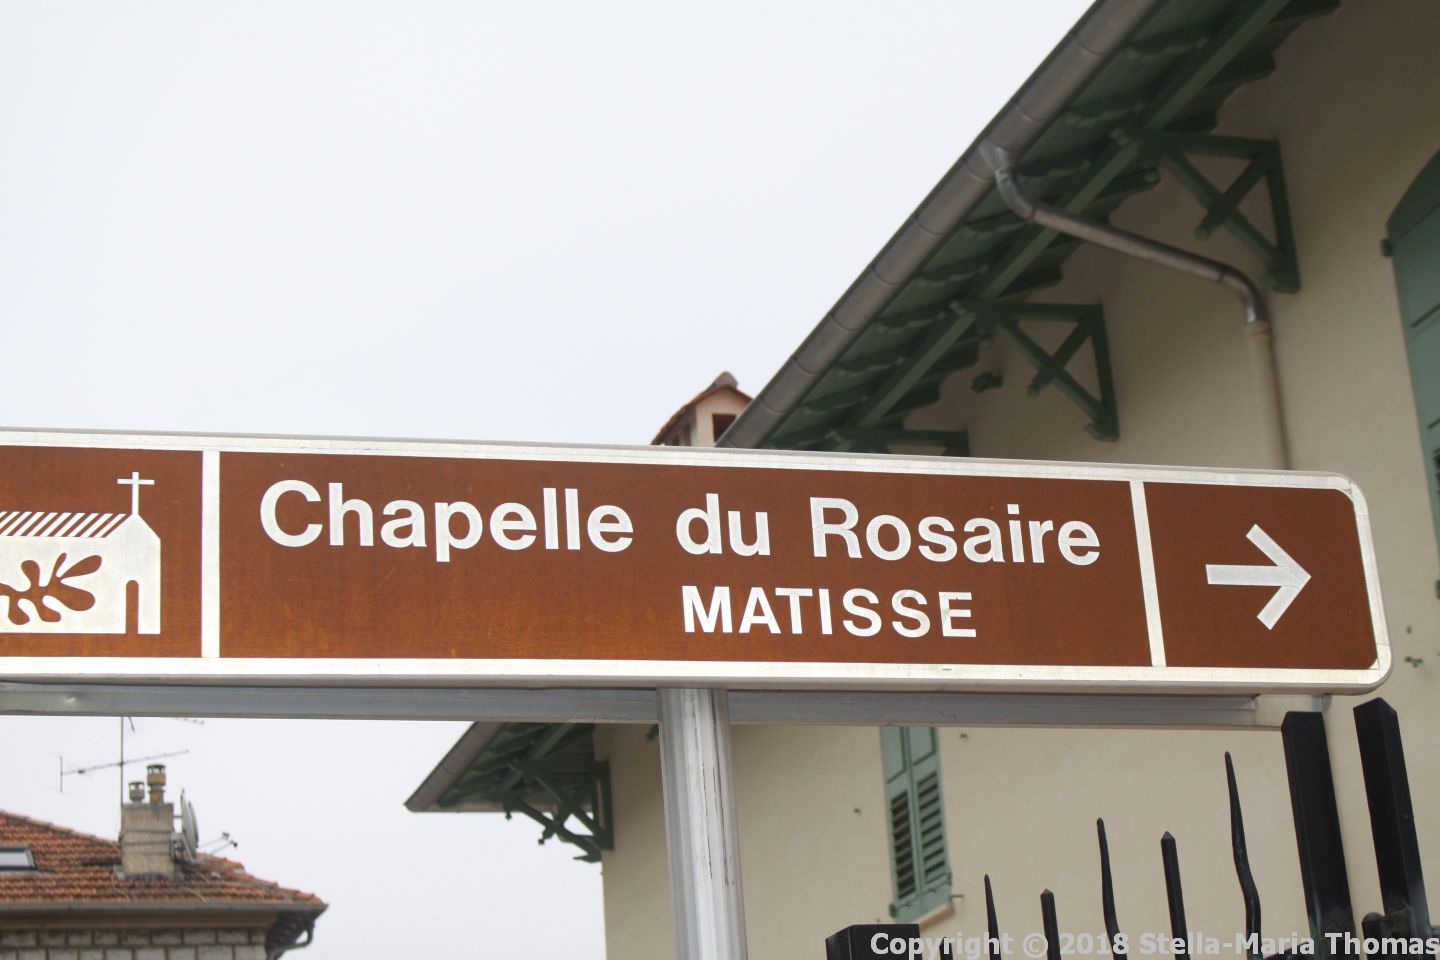 Chapelle du Rosaire
MATISSE
Copyright © 2018 Stella-Maria Thomas